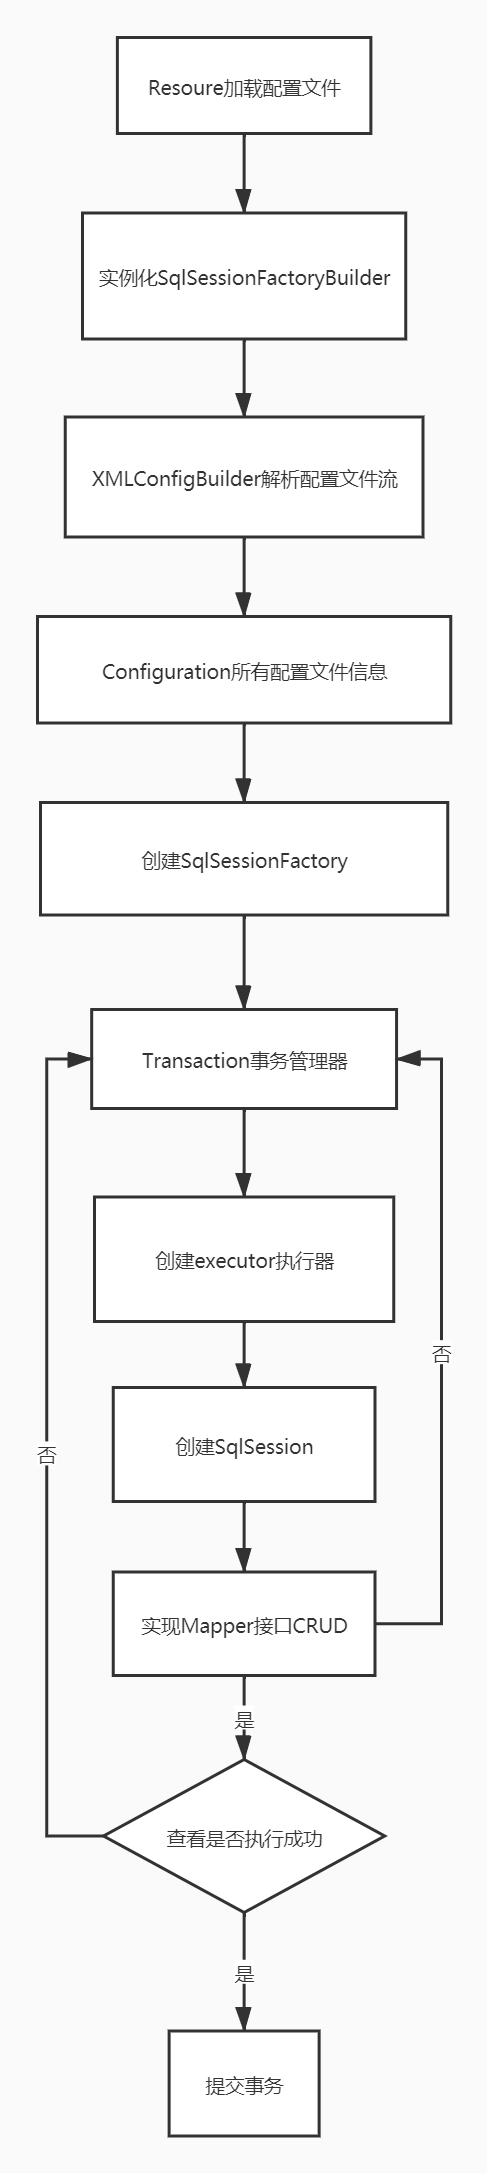 Resoure加载配置文件
实例化SqlSessionFactoryBuilder
XMLConfigBuilder解析配置文件流
Configuration所有配置文件信息
创建SqlSessionFactory
Transaction事务管理器
创建executor执行器
否
创建SqlSession
否
实现Mapper接口CRUD
是
查看是否执行成功
是
提交事务